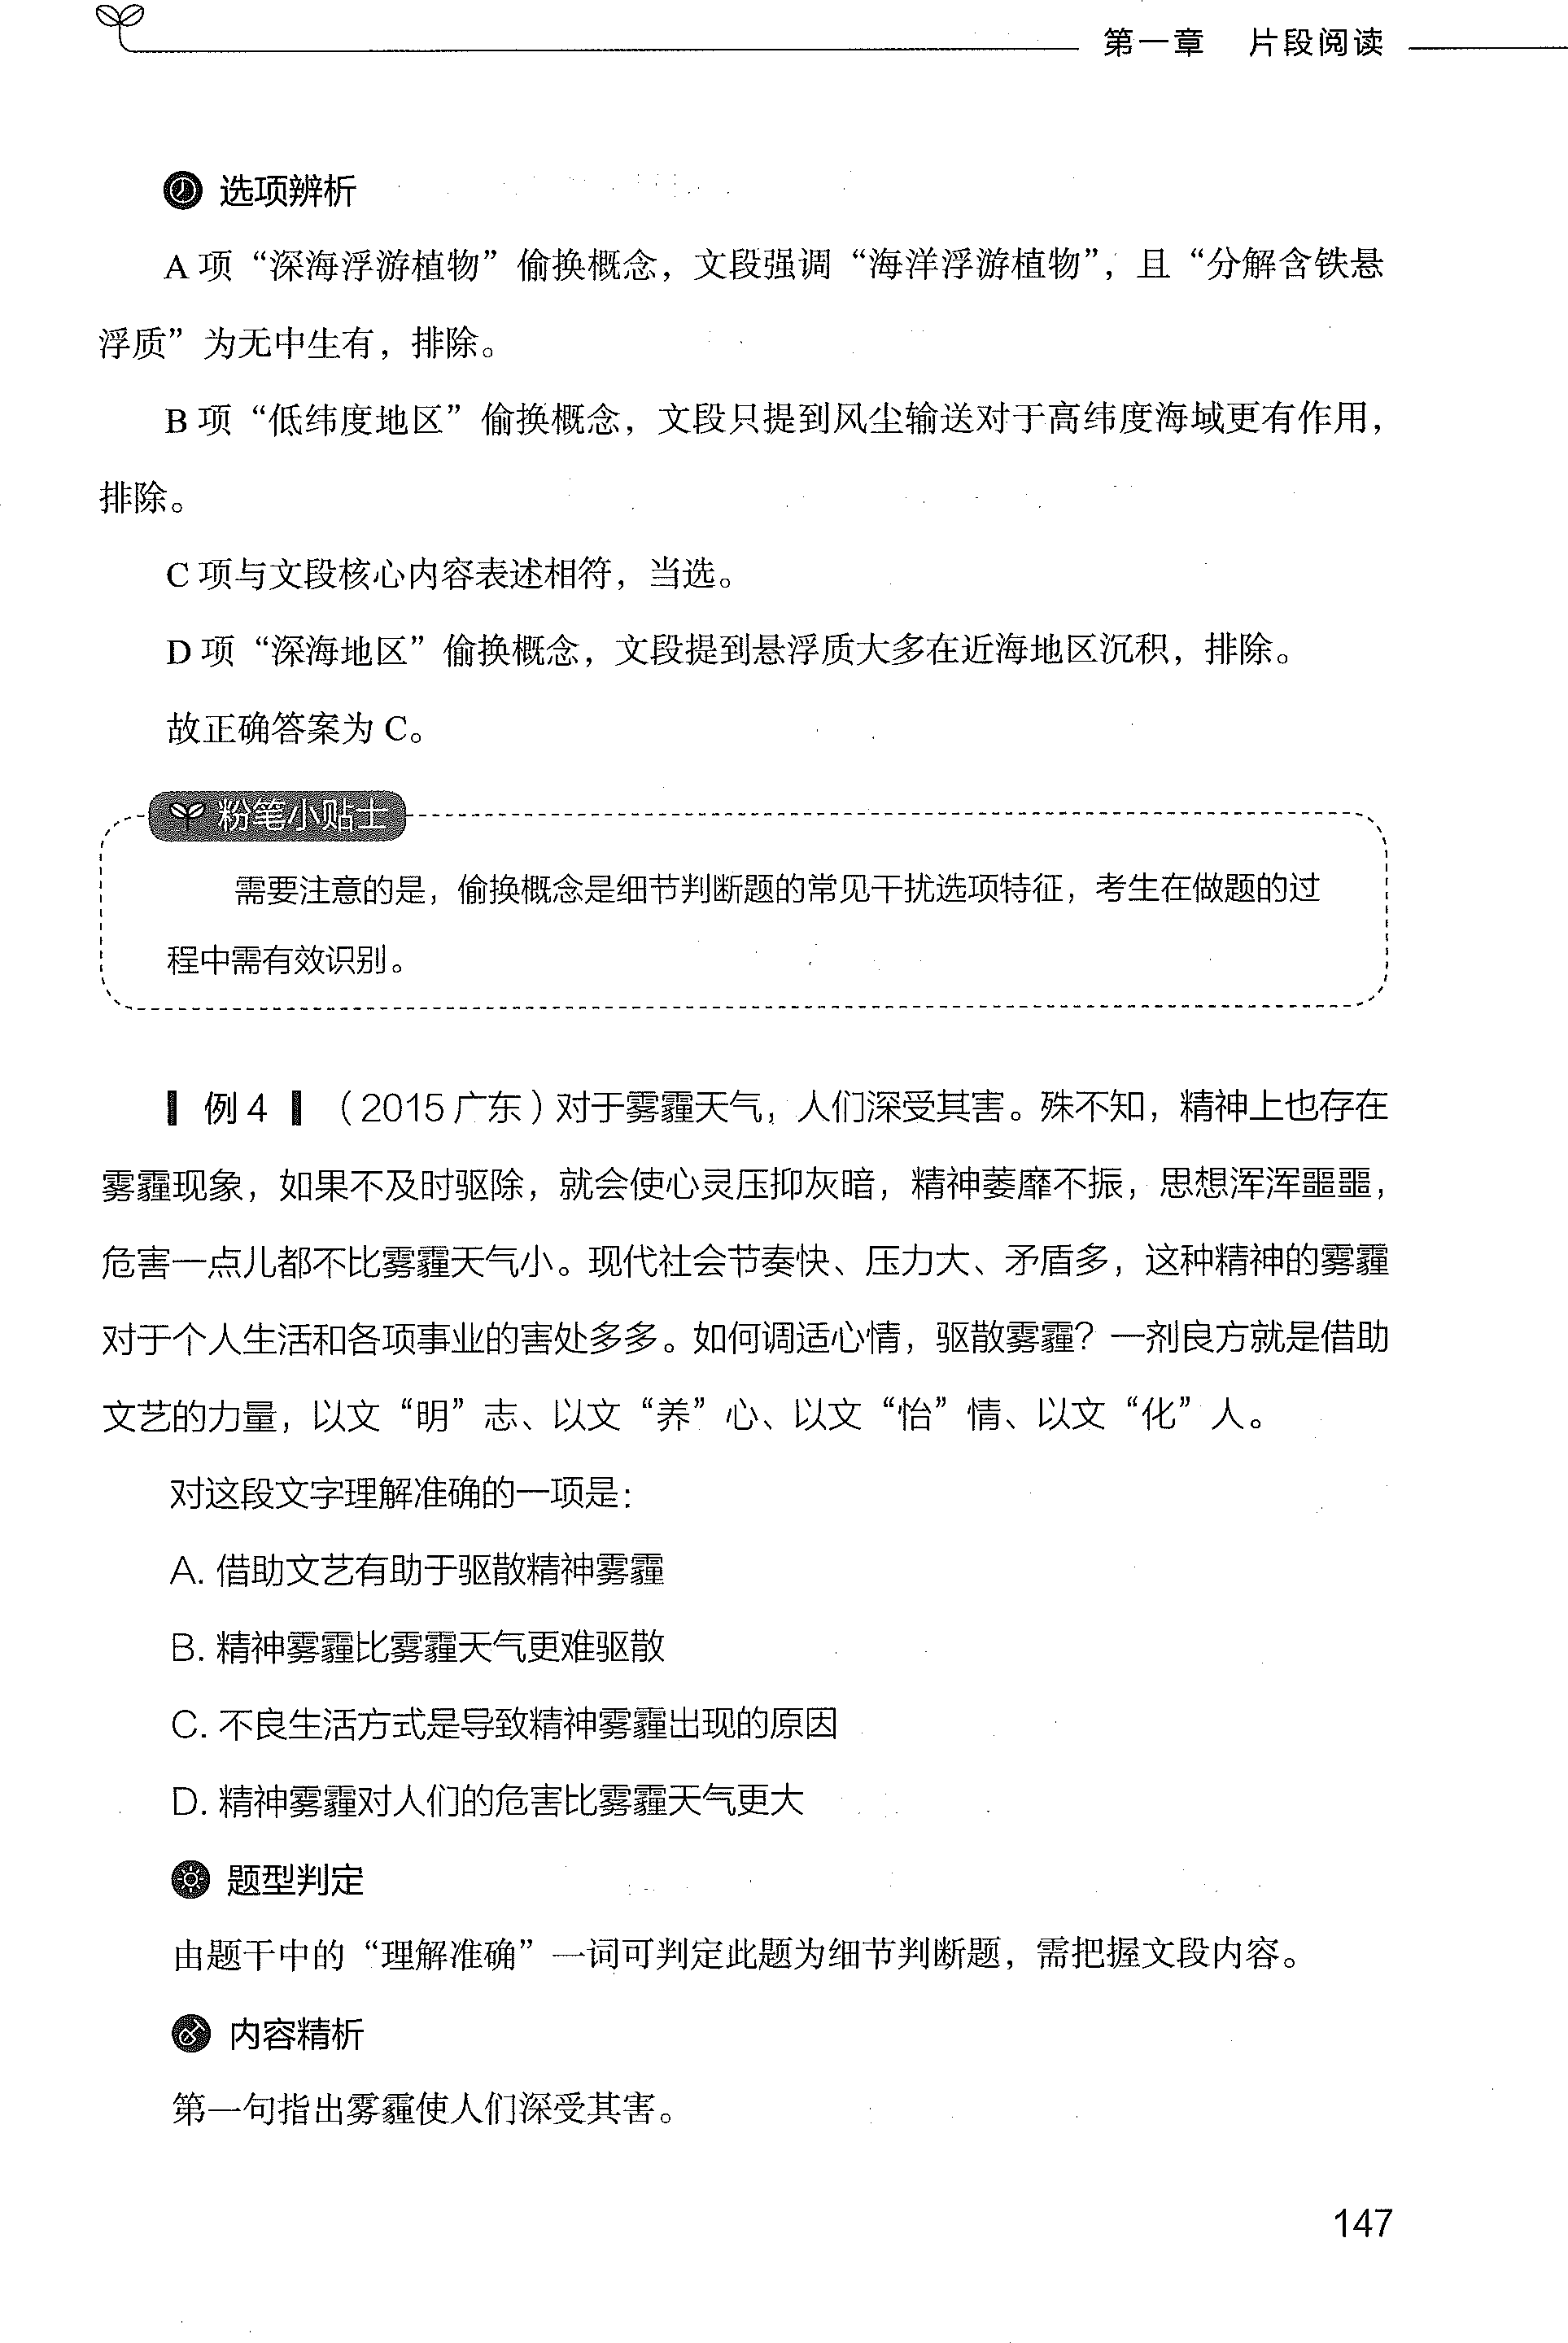 第一章 片段阅读
选项辨析
A 项“深海浮游植物”偷换概念，文段强调“海洋浮游植物”，且“分解含铁悬
浮质”为无中生有，排除。
B 项“低纬度地区”偷换概念，文段只提到风尘输送对于高纬度海域更有作用，
排除。
C 项与文段核心内容表述相符，当选。
D 项“深海地区”偷换概念，文段提到悬浮质大多在近海地区沉积，排除。
故正确答案为 C。
粉笔小贴士
需要注意的是，偷换概念是细节判断题的常见干扰选项特征，考生在做题的过
程中需有效识别。
例 4 （2015 广东）对于雾霾天气，人们深受其害。殊不知，精神上也存在
雾霾现象，如果不及时驱除，就会使心灵压抑灰暗，精神萎靡不振，思想浑浑噩噩，
危害一点儿都不比雾霾天气小。现代社会节奏快、压力大、矛盾多，这种精神的雾霾
对于个人生活和各项事业的害处多多。如何调适心情，驱散雾霾？一剂良方就是借助
文艺的力量，以文“明”志、以文“养”心、以文“怡”情、以文“化”人。
对这段文字理解准确的一项是：
A. 借助文艺有助于驱散精神雾霾
B. 精神雾霾比雾霾天气更难驱散
C. 不良生活方式是导致精神雾霾出现的原因
D. 精神雾霾对人们的危害比雾霾天气更大
题型判定
由题干中的“理解准确”一词可判定此题为细节判断题，需把握文段内容。
内容精析
第一句指出雾霾使人们深受其害。
147